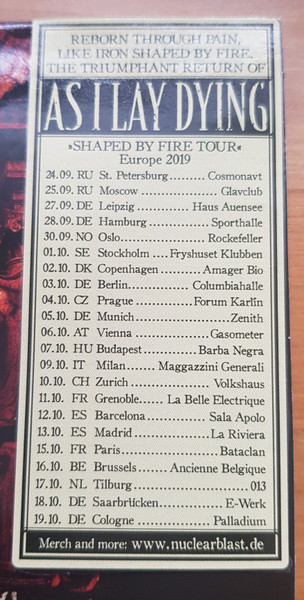 REBORN THROUGH PAIN,
LIKE IRON SHAPED BY FIRE.
THE TRIUMPHANT RETURN OF
AS I LAY DYING
»SHAPED BY FIRE TOUR«
Europe 2019
24.09. RU St. Petersburg.........Cosmonavt
25.09. RU Moscow..................Glavclub
27.09. DE Leipzig...............Haus Auensee
28.09. DE Hamburg................Sporthalle
30.09. NO Oslo.......................Rockefeller
01.10. SE Stockholm....Fryshuset Klubben
02.10. DK Copenhagen...........Amager Bio
03.10. DE Berlin..................Columbiahalle
04.10. CZ Prague..............Forum Karlín
05.10. DE Munich......................Zenith
06.10. AT Vienna...................Gasometer
07.10. HU Budapest...............Barba Negra
09.10. IT Milan........Maggazzini Generali
10.10. CH Zurich....................Volkshaus
11.10. FR Grenoble.......La Belle Electrique
12.10. ES Barcelona.................Sala Apolo
13.10. ES Madrid....................La Riviera
15.10. FR Paris..........................Bataclan
16.10. BE Brussels.......Ancienne Belgique
17.10. NL Tilburg...........................013
18.10. DE Saarbrücken................E-Werk
19.10. DE Cologne....................Palladium
Merch and more: www.nuclearblast.de